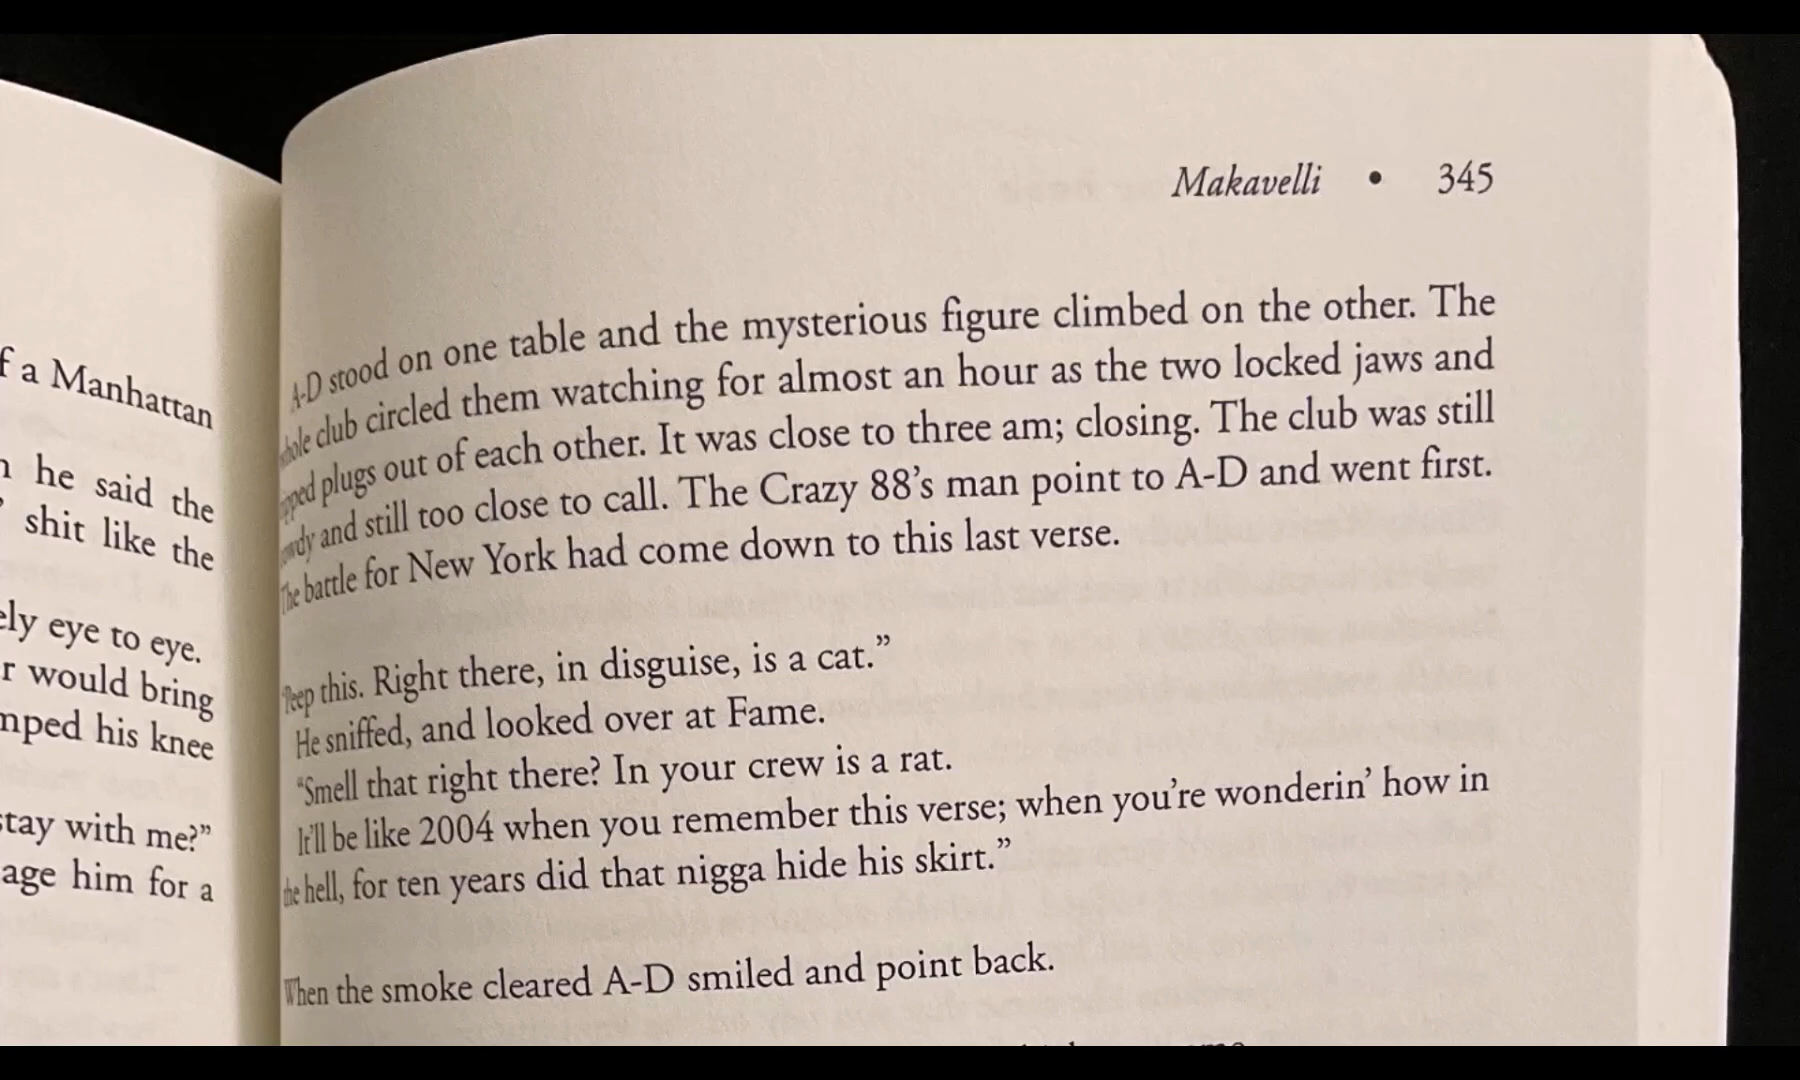 f a Manhattan
he said the
shit like the
ely eye to eye.
r would bring
mped his knee
stay with me?”
age him for a
Makavelli • 345
A-D stood on one table and the mysterious figure climbed on the other. The
whole club circled them watching for almost an hour as the two locked jaws and
ripped plugs out of each other. It was close to three am; closing. The club was still
rowdy and still too close to call. The Crazy 88’s man point to A-D and went first.
The battle for New York had come down to this last verse.
“Peep this. Right there, in disguise, is a cat.”
He sniffed, and looked over at Fame.
“Smell that right there? In your crew is a rat.
It’ll be like 2004 when you remember this verse; when you’re wonderin’ how in
the hell, for ten years did that nigga hide his skirt.”
When the smoke cleared A-D smiled and point back.